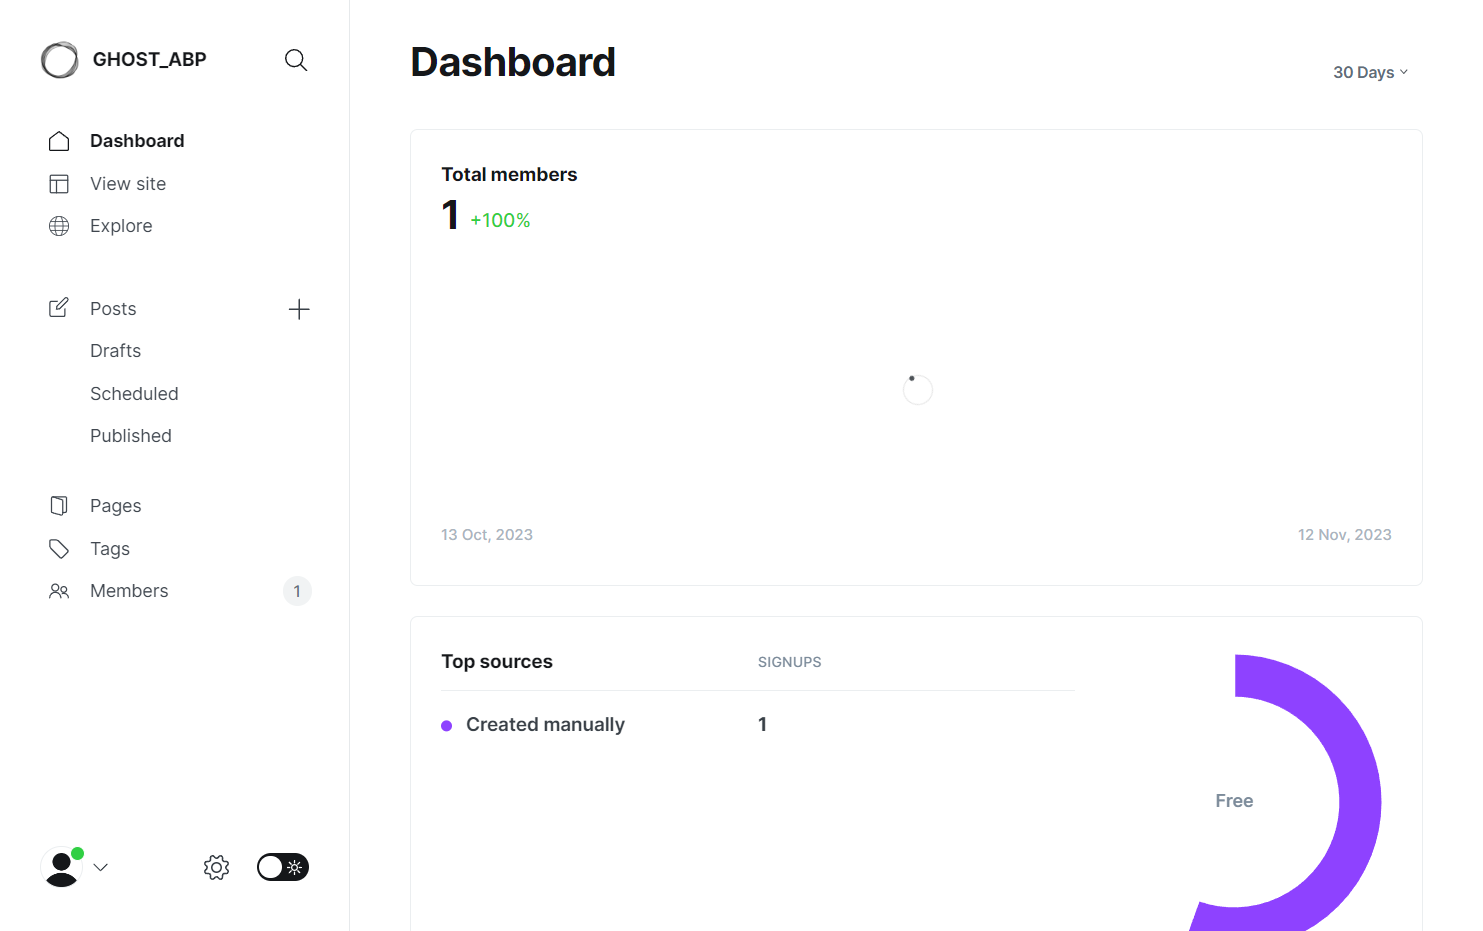 GHOST_ABP
Dashboard
View site
Explore
Posts
Drafts
Scheduled
Published
Pages
Tags
Members
1
Dashboard
30 Days
Total members
1 +100%
13 Oct, 2023
12 Nov, 2023
Top sources
SIGNUPS
Created manually
1
Free